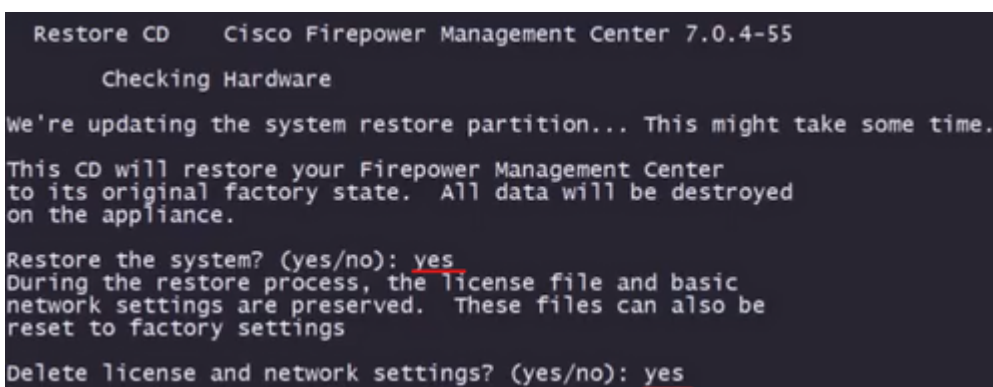 Restore CD    Cisco Firepower Management Center 7.0.4-55
Checking Hardware
We're updating the system restore partition... This might take some time.
This CD will restore your Firepower Management Center
to its original factory state.  All data will be destroyed
on the appliance.
Restore the system? (yes/no): yes
During the restore process, the license file and basic
network settings are preserved.  These files can also be
reset to factory settings
Delete license and network settings? (yes/no): yes